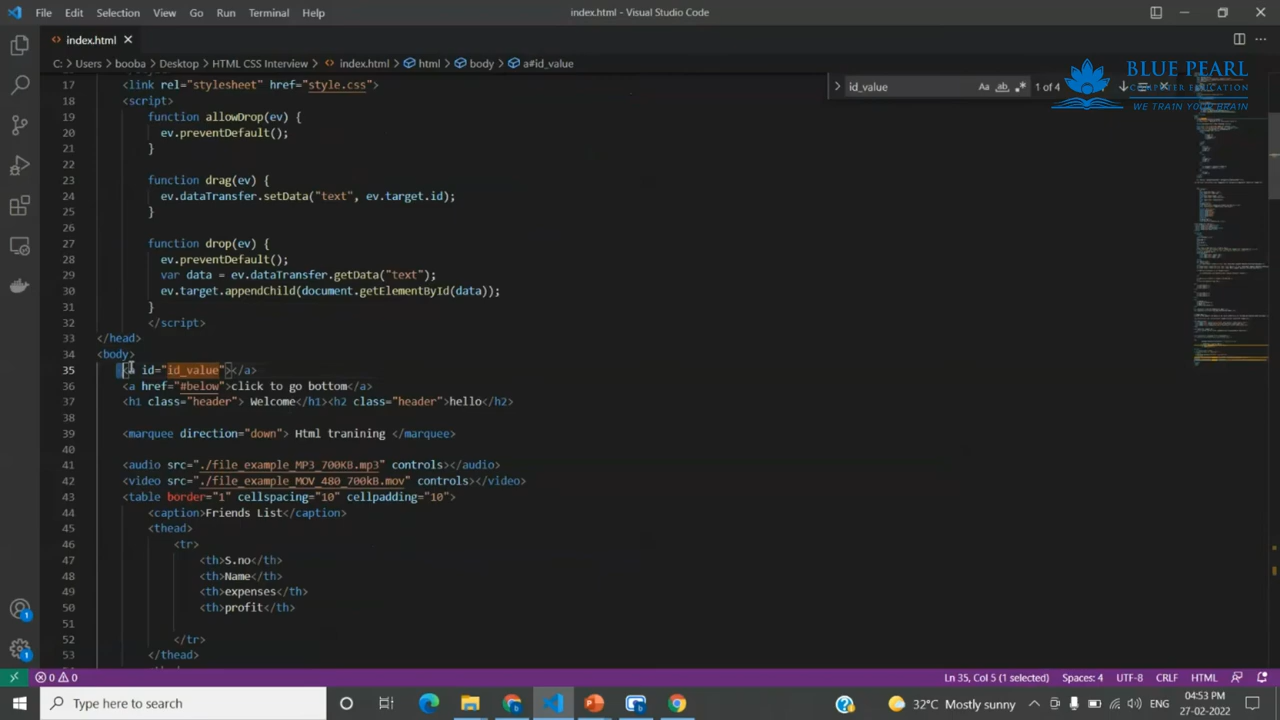 File Edit Selection View Go Run Terminal Help
index.html - Visual Studio Code
index.html
C: > Users > booba > Desktop > HTML CSS Interview > index.html > html > body > a#id_value
id_value
Aa ab 1 of 4
BLUE PEARL
COMPUTER EDUCATION
WE TRAIN YOUR BRAIN
17 <link rel="stylesheet" href="style.css">
18 <script>
19 function allowDrop(ev) {
20 ev.preventDefault();
21 }
22
23 function drag(ev) {
24 ev.dataTransfer.setData("text", ev.target.id);
25 }
26
27 function drop(ev) {
28 ev.preventDefault();
29 var data = ev.dataTransfer.getData("text");
30 ev.target.appendChild(document.getElementById(data));
31 }
32 </script>
33 </head>
34 <body>
35 <a id="id_value"></a>
36 <a href="#below">click to go bottom</a>
37 <h1 class="header"> Welcome</h1><h2 class="header">hello</h2>
38
39 <marquee direction="down"> Html tranining </marquee>
40
41 <audio src="./file_example_MP3_700KB.mp3" controls></audio>
42 <video src="./file_example_MOV_480_700kB.mov" controls></video>
43 <table border="1" cellspacing="10" cellpadding="10">
44 <caption>Friends List</caption>
45 <thead>
46 <tr>
47 <th>S.no</th>
48 <th>Name</th>
49 <th>expenses</th>
50 <th>profit</th>
51
52 </tr>
53 </thead>
0 0 Ln 35, Col 5 (1 selected) Spaces: 4 UTF-8 CRLF HTML
Type here to search
32°C Mostly sunny
04:53 PM
27-02-2022